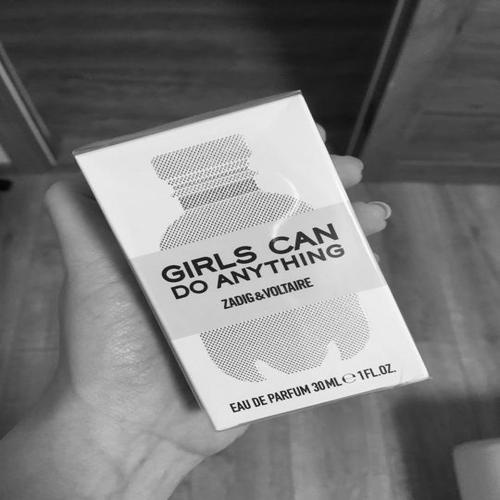 GIRLS CAN
DO ANYTHING
ZADIG&VOLTAIRE
EAU DE PARFUM 30 ML ℮ 1 FL.OZ.